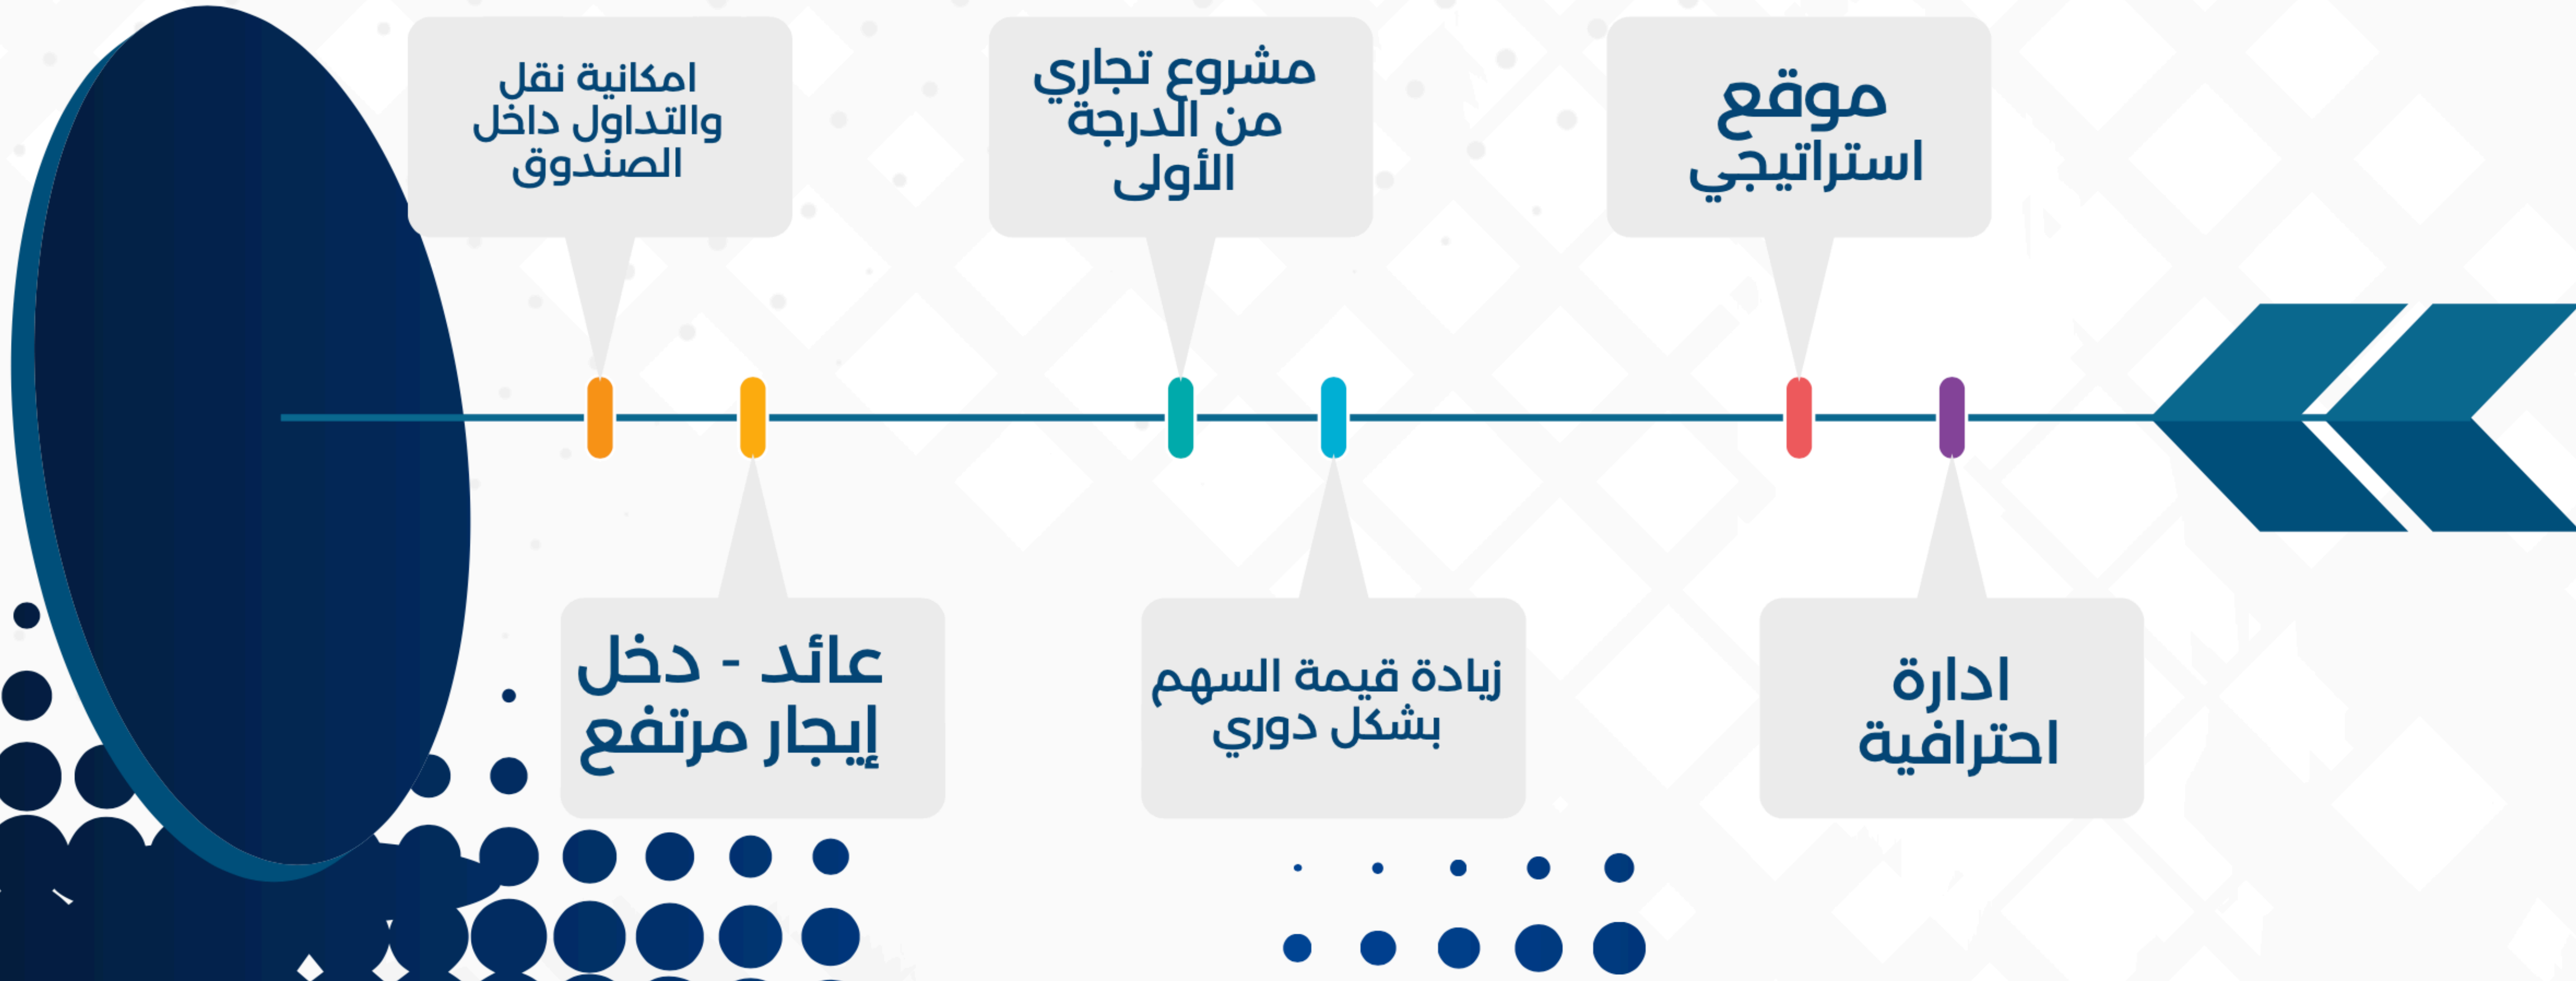 موقع
استراتيجي
مشروع تجاري
من الدرجة
الأولى
امكانية نقل
والتداول داخل
الصندوق
ادارة
احترافية
زيادة قيمة السهم
بشكل دوري
عائد - دخل
إيجار مرتفع